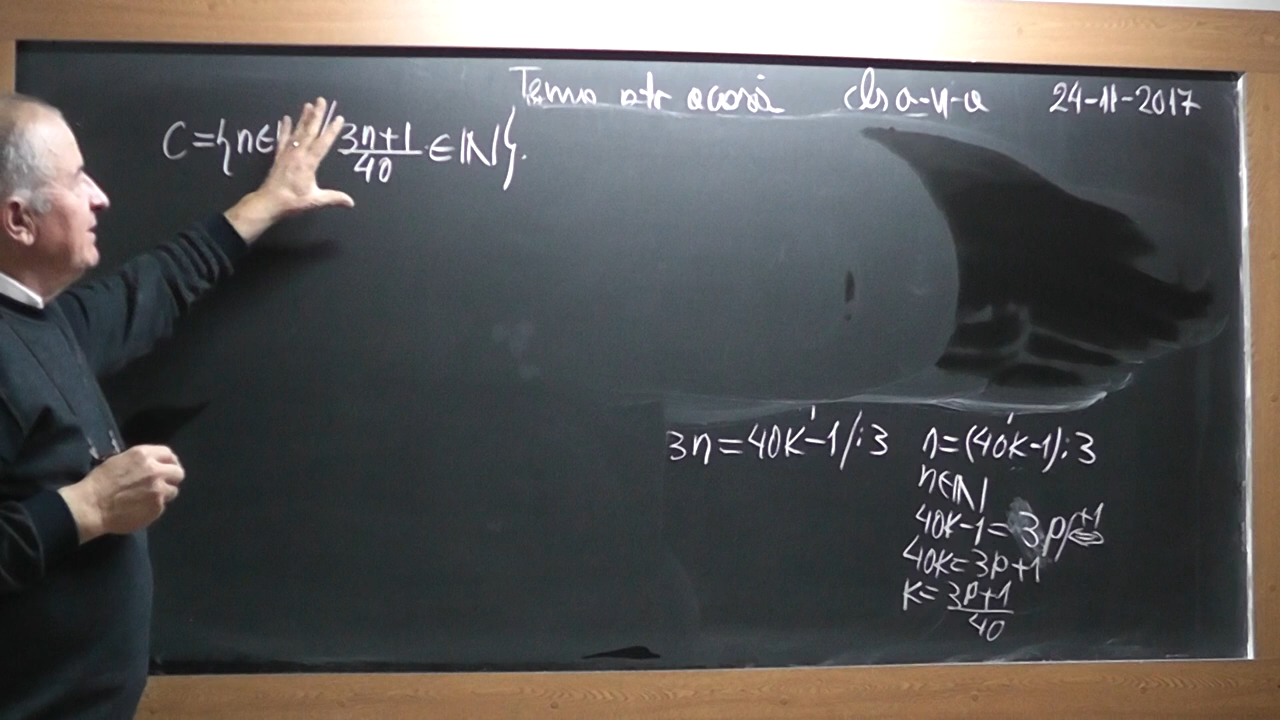 Tema ptr acasă cls a-V-a 24-11-2017
C={n∈ // 3n+1/40 ∈ℕ}.
3n=40k-1/:3
n=(40k-1):3
n∈ℕ
40k-1=3p/+1
40k=3p+1
k=3p+1/40